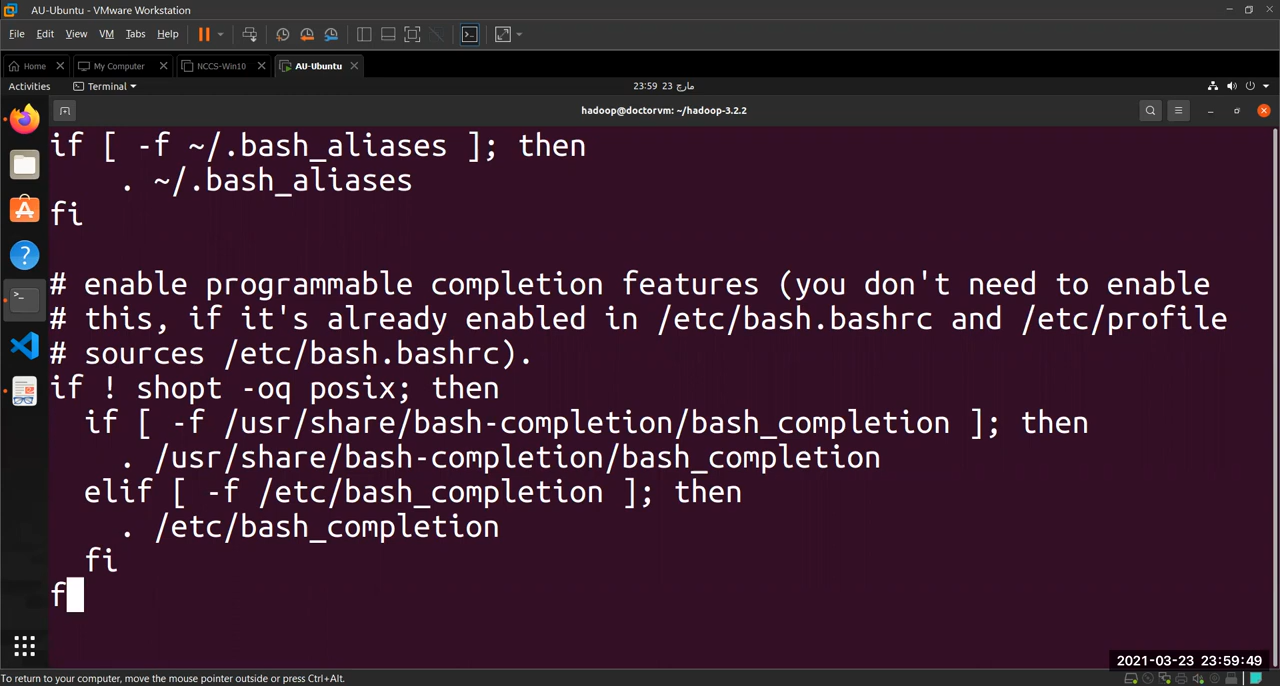 AU-Ubuntu - VMware Workstation
File Edit View VM Tabs Help
Home My Computer NCCS-Win10 AU-Ubuntu
Activities Terminal 23:59 23 مارچ
hadoop@doctorvm: ~/hadoop-3.2.2
if [ -f ~/.bash_aliases ]; then
    . ~/.bash_aliases
fi
# enable programmable completion features (you don't need to enable
# this, if it's already enabled in /etc/bash.bashrc and /etc/profile
# sources /etc/bash.bashrc).
if ! shopt -oq posix; then
  if [ -f /usr/share/bash-completion/bash_completion ]; then
    . /usr/share/bash-completion/bash_completion
  elif [ -f /etc/bash_completion ]; then
    . /etc/bash_completion
  fi
f
2021-03-23 23:59:49
To return to your computer, move the mouse pointer outside or press Ctrl+Alt.